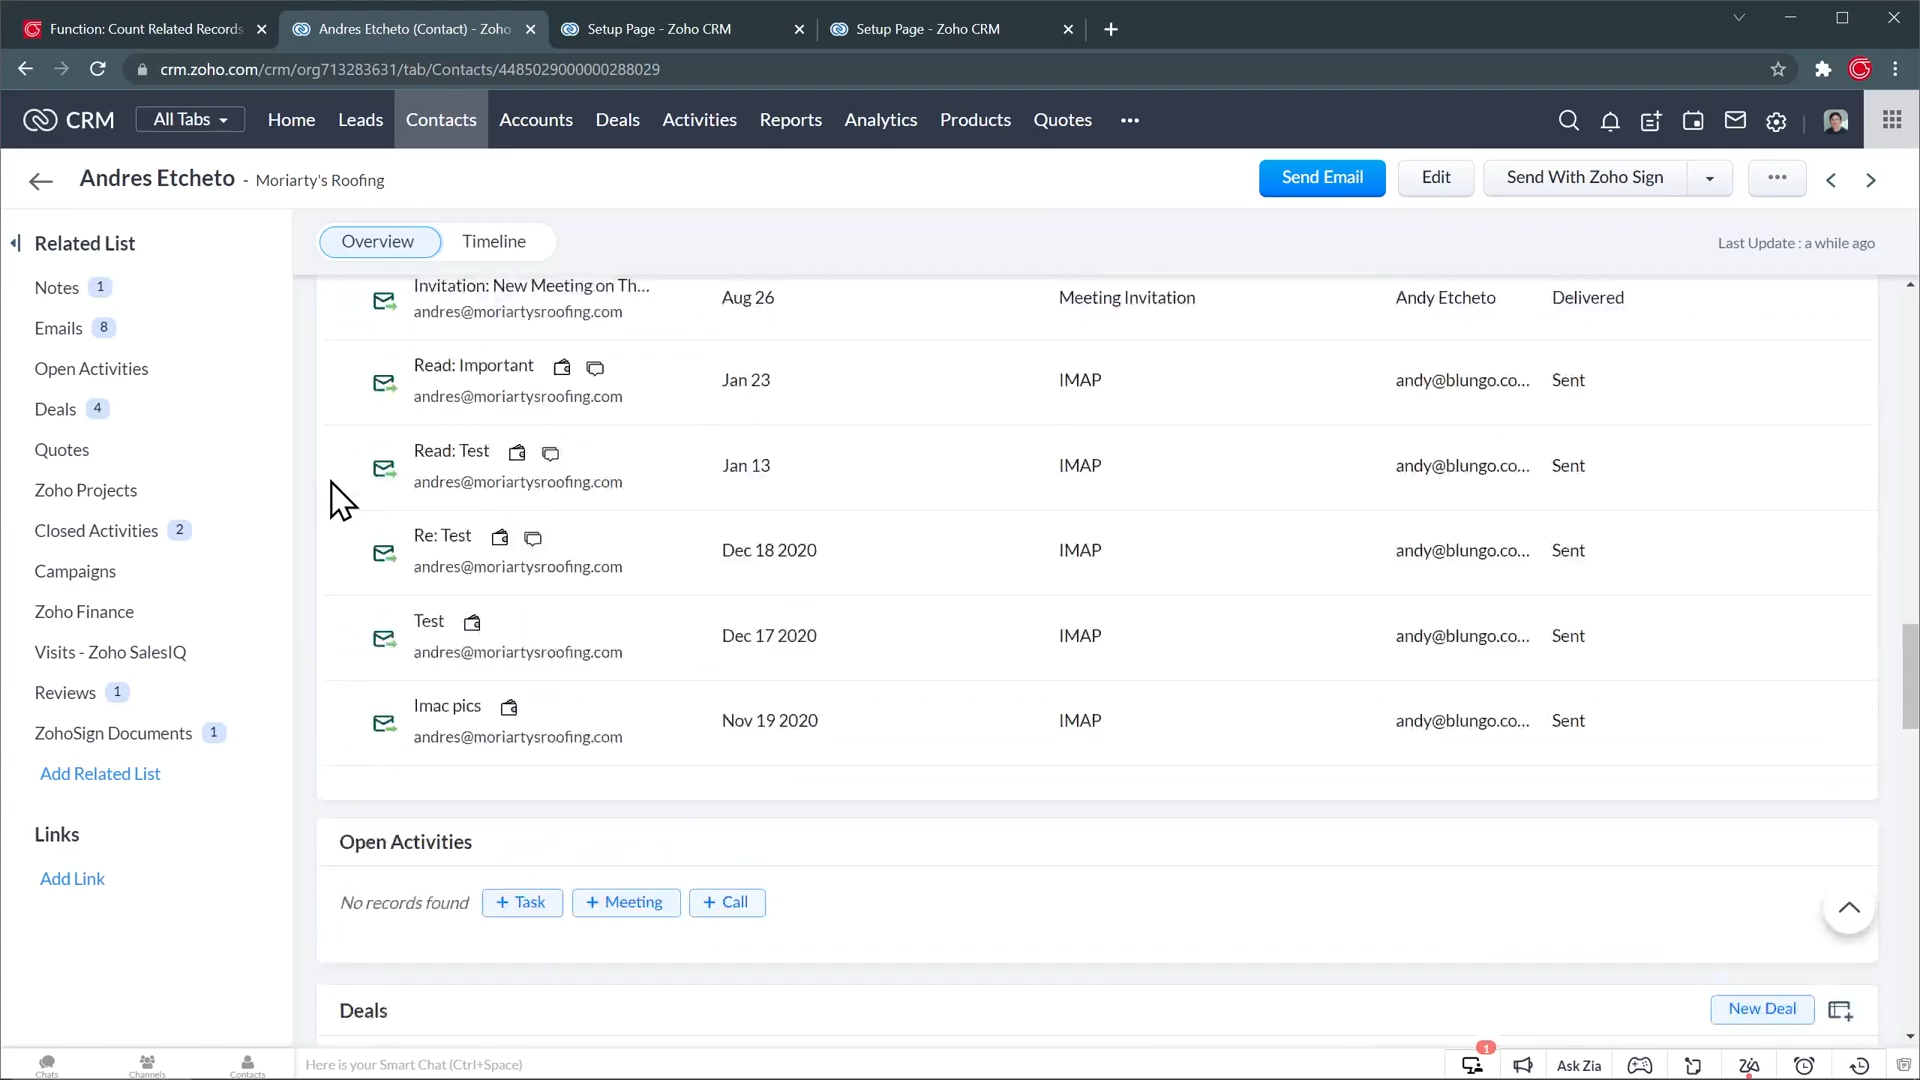 Function: Count Related Records
Andres Etcheto (Contact) - Zoho
Setup Page - Zoho CRM
Setup Page - Zoho CRM
crm.zoho.com/crm/org713283631/tab/Contacts/4485029000000288029
CRM
All Tabs
Home
Leads
Contacts
Accounts
Deals
Activities
Reports
Analytics
Products
Quotes
Andres Etcheto - Moriarty's Roofing
Send Email
Edit
Send With Zoho Sign
Related List
Notes 1
Emails 8
Open Activities
Deals 4
Quotes
Zoho Projects
Closed Activities 2
Campaigns
Zoho Finance
Visits - Zoho SalesIQ
Reviews 1
ZohoSign Documents 1
Add Related List
Links
Add Link
Overview
Timeline
Last Update : a while ago
Invitation: New Meeting on Th...
andres@moriartysroofing.com
Aug 26
Meeting Invitation
Andy Etcheto
Delivered
Read: Important
andres@moriartysroofing.com
Jan 23
IMAP
andy@blungo.co...
Sent
Read: Test
andres@moriartysroofing.com
Jan 13
IMAP
andy@blungo.co...
Sent
Re: Test
andres@moriartysroofing.com
Dec 18 2020
IMAP
andy@blungo.co...
Sent
Test
andres@moriartysroofing.com
Dec 17 2020
IMAP
andy@blungo.co...
Sent
Imac pics
andres@moriartysroofing.com
Nov 19 2020
IMAP
andy@blungo.co...
Sent
Open Activities
No records found
+ Task
+ Meeting
+ Call
Deals
New Deal
Chats
Channels
Contacts
Here is your Smart Chat (Ctrl+Space)
1
Ask Zia